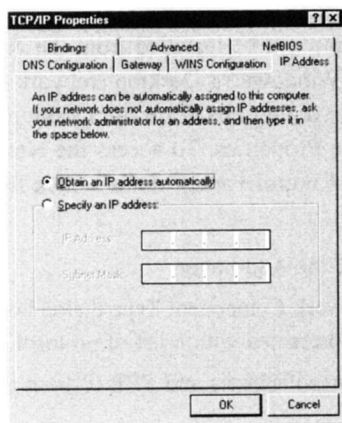 TCP/IP Properties
Bindings Advanced NetBIOS
DNS Configuration Gateway WINS Configuration IP Address
An IP address can be automatically assigned to this computer.
If your network does not automatically assign IP addresses, ask
your network administrator for an address, and then type it in
the space below.
Obtain an IP address automatically
Specify an IP address:
IP Address:
Subnet Mask:
OK Cancel